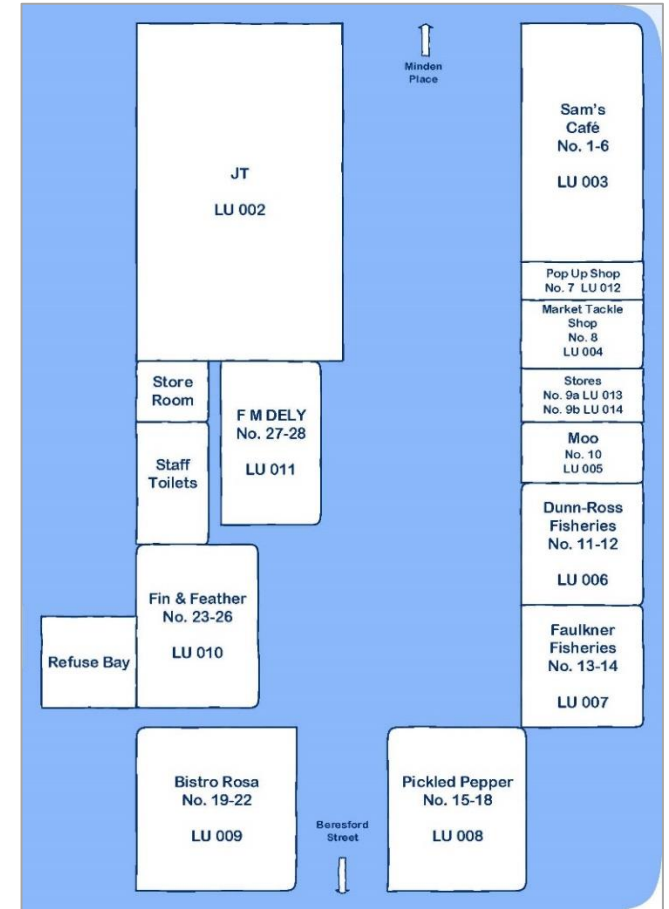 Minden
Place
JT
LU 002
Sam's
Café
No. 1-6
LU 003
Pop Up Shop
No. 7 LU 012
Market Tackle
Shop
No. 8
LU 004
Stores
No. 9a LU 013
No. 9b LU 014
Moo
No. 10
LU 005
Store
Room
F M DELY
No. 27-28
LU 011
Staff
Toilets
Dunn-Ross
Fisheries
No. 11-12
LU 006
Fin & Feather
No. 23-26
LU 010
Refuse Bay
Faulkner
Fisheries
No. 13-14
LU 007
Bistro Rosa
No. 19-22
LU 009
Beresford
Street
Pickled Pepper
No. 15-18
LU 008